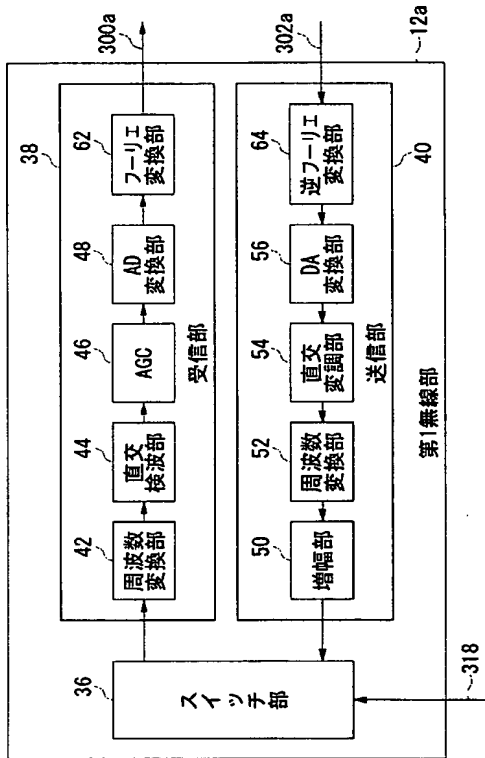 300a
302a
12a
38
62
フーリエ
変換部
48
AD
変換部
46
AGC
44
直交
検波部
42
周波数
変換部
受信部
64
逆フーリエ
変換部
56
DA
変換部
54
直交
変調部
52
周波数
変換部
50
増幅部
送信部
40
第1無線部
36
スイッチ部
318